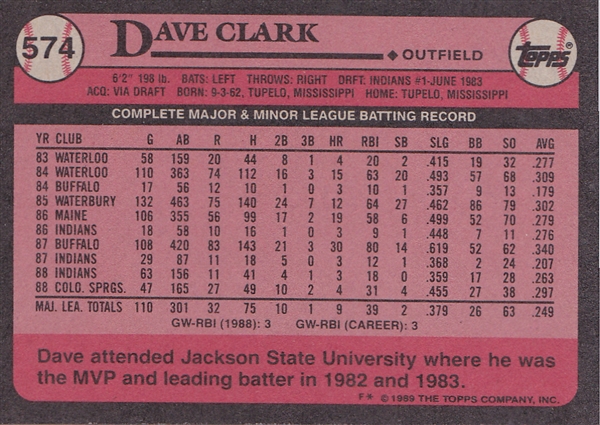 574
DAVE CLARK
OUTFIELD
TOPPS®
6'2" 198 lb. BATS: LEFT THROWS: RIGHT DRFT: INDIANS #1-JUNE 1983
ACQ: VIA DRAFT BORN: 9-3-62, TUPELO, MISSISSIPPI HOME: TUPELO, MISSISSIPPI
COMPLETE MAJOR & MINOR LEAGUE BATTING RECORD
YR CLUB G AB R H 2B 3B HR RBI SB SLG BB SO AVG
83 WATERLOO 58 159 20 44 8 1 4 20 2 .415 19 32 .277
84 WATERLOO 110 363 74 112 16 3 15 63 20 .493 57 68 .309
84 BUFFALO 17 56 12 10 1 0 3 10 1 .357 9 13 .179
85 WATERBURY 132 463 75 140 24 7 12 64 27 .462 86 79 .302
86 MAINE 106 355 56 99 17 2 19 58 6 .499 52 70 .279
86 INDIANS 18 58 10 16 1 0 3 9 1 .448 7 11 .276
87 BUFFALO 108 420 83 143 21 3 30 80 14 .617 52 62 .340
87 INDIANS 29 87 11 18 5 0 3 12 1 .368 2 24 .207
88 INDIANS 63 156 11 41 4 1 3 18 0 .359 17 28 .263
88 COLO. SPRGS. 47 165 27 49 10 2 4 31 4 .455 27 38 .297
MAJ. LEA. TOTALS 110 301 32 75 10 1 9 39 2 .379 26 63 .249
GW-RBI (1988): 3 GW-RBI (CAREER): 3
Dave attended Jackson State University where he was
the MVP and leading batter in 1982 and 1983.
F* © 1989 THE TOPPS COMPANY, INC.